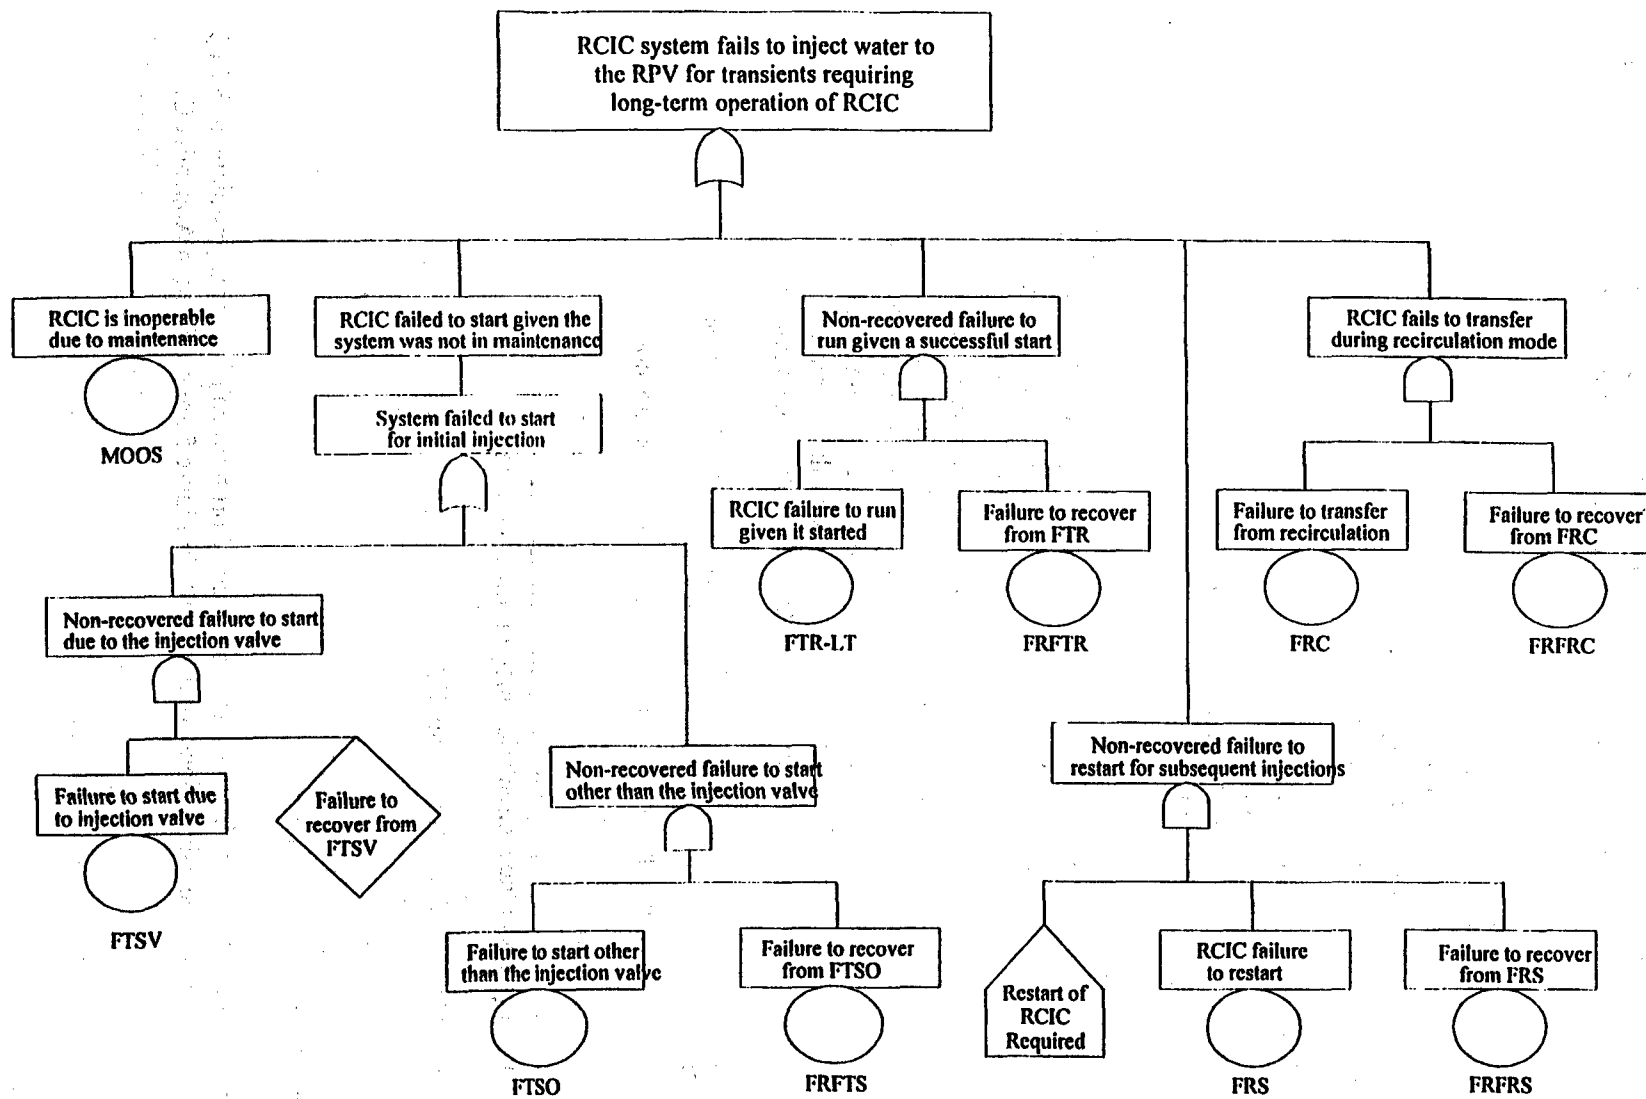 RCIC system fails to inject water to
the RPV for transients requiring
long-term operation of RCIC
RCIC is inoperable
due to maintenance
MOOS
RCIC failed to start given the
system was not in maintenance
System failed to start
for initial injection
Non-recovered failure to
run given a successful start
RCIC fails to transfer
during recirculation mode
RCIC failure to run
given it started
FTR-LT
Failure to recover
from FTR
FRFTR
Failure to transfer
from recirculation
FRC
Failure to recover
from FRC
FRFRC
Non-recovered failure to start
due to the injection valve
Failure to start due
to injection valve
FTSV
Failure to
recover from
FTSV
Non-recovered failure to start
other than the injection valve
Failure to start other
than the injection valve
FTSO
Failure to recover
from FTSO
FRFTS
Non-recovered failure to
restart for subsequent injections
Restart of
RCIC
Required
RCIC failure
to restart
FRS
Failure to recover
from FRS
FRFRS